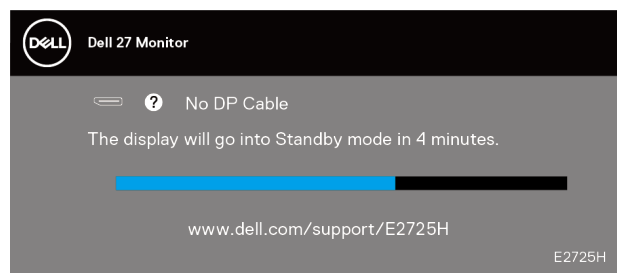 DELL
Dell 27 Monitor
? No DP Cable
The display will go into Standby mode in 4 minutes.
www.dell.com/support/E2725H
E2725H